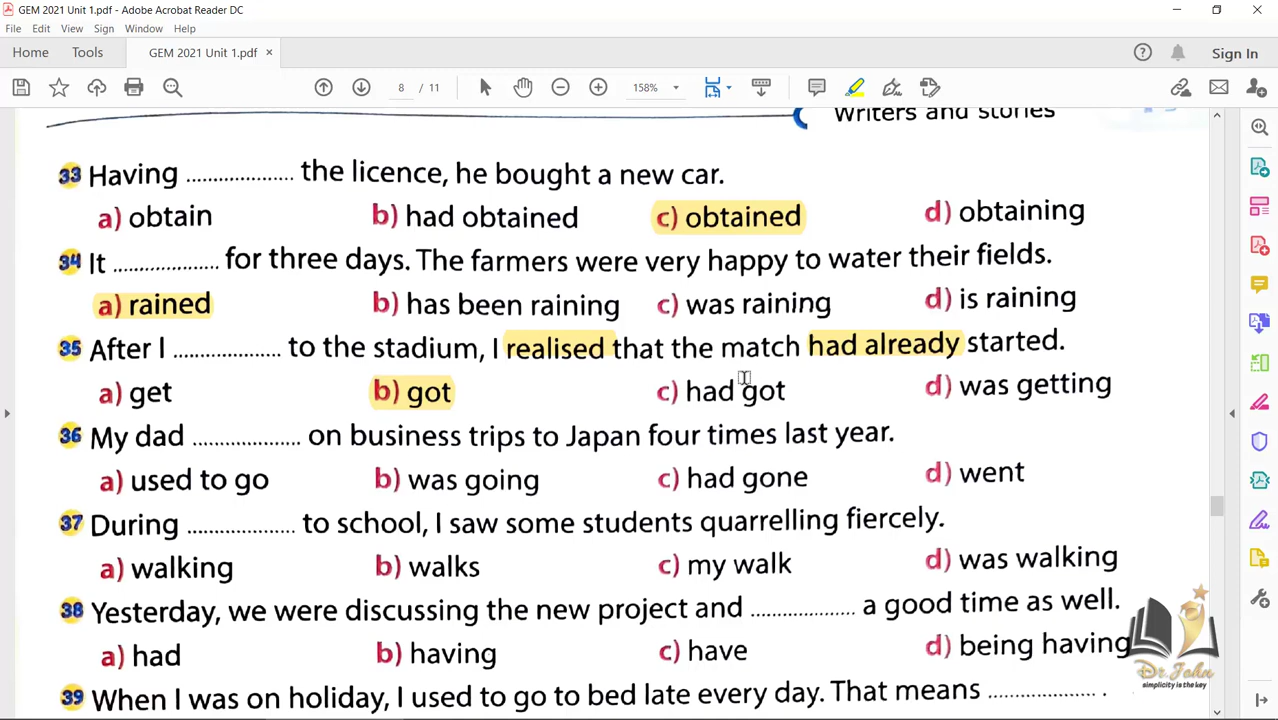 GEM 2021 Unit 1.pdf - Adobe Acrobat Reader DC
File Edit View Sign Window Help
Home Tools GEM 2021 Unit 1.pdf × Sign In
8 / 11 158%
Writers and stories
33 Having .................... the licence, he bought a new car.
a) obtain b) had obtained c) obtained d) obtaining
34 It .................... for three days. The farmers were very happy to water their fields.
a) rained b) has been raining c) was raining d) is raining
35 After I .................... to the stadium, I realised that the match had already started.
a) get b) got c) had got d) was getting
36 My dad .................... on business trips to Japan four times last year.
a) used to go b) was going c) had gone d) went
37 During .................... to school, I saw some students quarrelling fiercely.
a) walking b) walks c) my walk d) was walking
38 Yesterday, we were discussing the new project and .................... a good time as well.
a) had b) having c) have d) being having
39 When I was on holiday, I used to go to bed late every day. That means .................... .
Dr. John
simplicity is the key